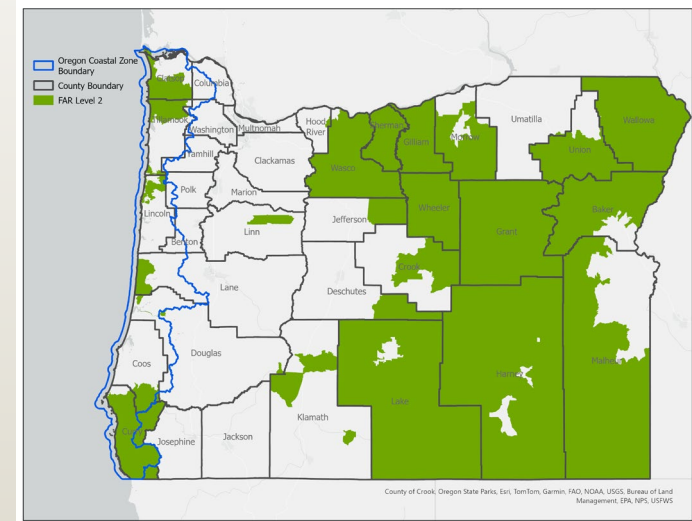 Oregon Coastal Zone
Boundary
County Boundary
FAR Level 2
Columbia
Washington
Multnomah
Hood
River
Sherman
Gilliam
Umatilla
Wallowa
Union
Yamhill
Clackamas
Wasco
Polk
Marion
Lincoln
Jefferson
Wheeler
Grant
Baker
Benton
Linn
Crook
Lane
Deschutes
Coos
Douglas
Harney
Malheur
Lake
Klamath
Curry
Josephine
Jackson
County of Crook, Oregon State Parks, Esri, TomTom, Garmin, FAO, NOAA, USGS, Bureau of Land
Management, EPA, NPS, USFWS